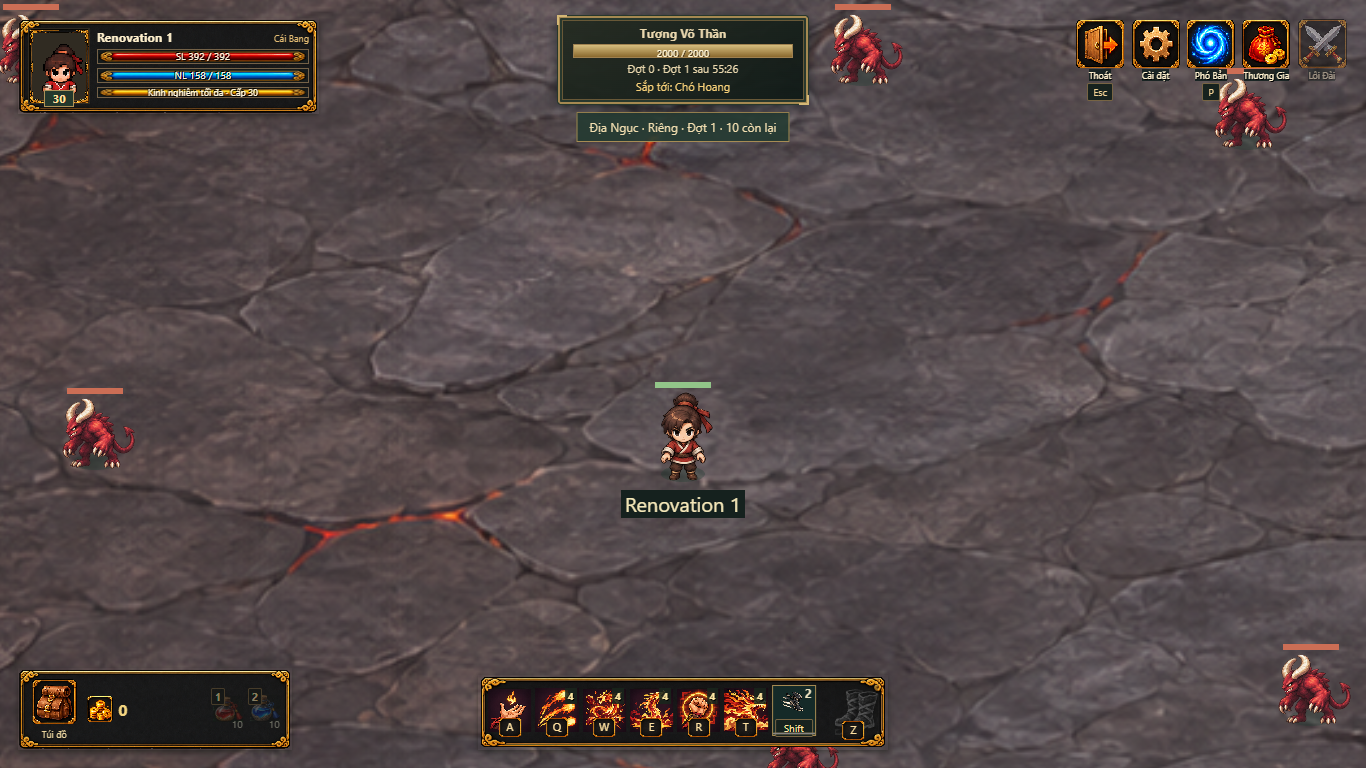 Renovation 1
Cái Bang
SL 392 / 392
NL 158 / 158
Kinh nghiệm tối đa · Cấp 30
30
Tượng Võ Thần
2000 / 2000
Đợt 0 · Đợt 1 sau 55:26
Sắp tới: Chó Hoang
Địa Ngục · Riêng · Đợt 1 · 10 còn lại
Thoát
Cài đặt
Phó Bản
Thương Gia
Lôi Đài
Esc
P
Renovation 1
Túi đồ
0
1
10
2
10
A
4
Q
4
W
4
E
4
R
4
T
2
Shift
Z